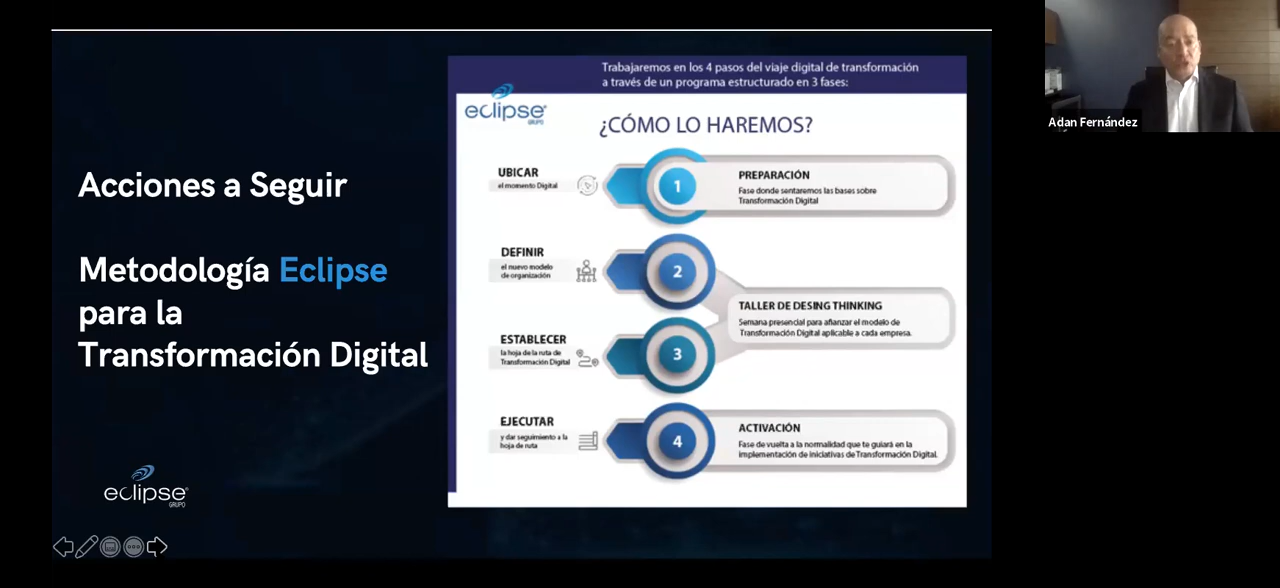 Acciones a Seguir
Metodología Eclipse
para la
Transformación Digital
eclipse
GRUPO
Trabajaremos en los 4 pasos del viaje digital de transformación
a través de un programa estructurado en 3 fases:
eclipse
GRUPO
¿CÓMO LO HAREMOS?
UBICAR
el momento Digital
1
PREPARACIÓN
Fase donde sentaremos las bases sobre
Transformación Digital
DEFINIR
el nuevo modelo
de organización
2
TALLER DE DESING THINKING
Semana presencial para afianzar el modelo de
Transformación Digital aplicable a cada empresa.
ESTABLECER
la hoja de la ruta de
Transformación Digital
3
EJECUTAR
y dar seguimiento a la
hoja de ruta
4
ACTIVACIÓN
Fase de vuelta a la normalidad que te guiará en la
implementación de iniciativas de Transformación Digital.
Adan Fernández